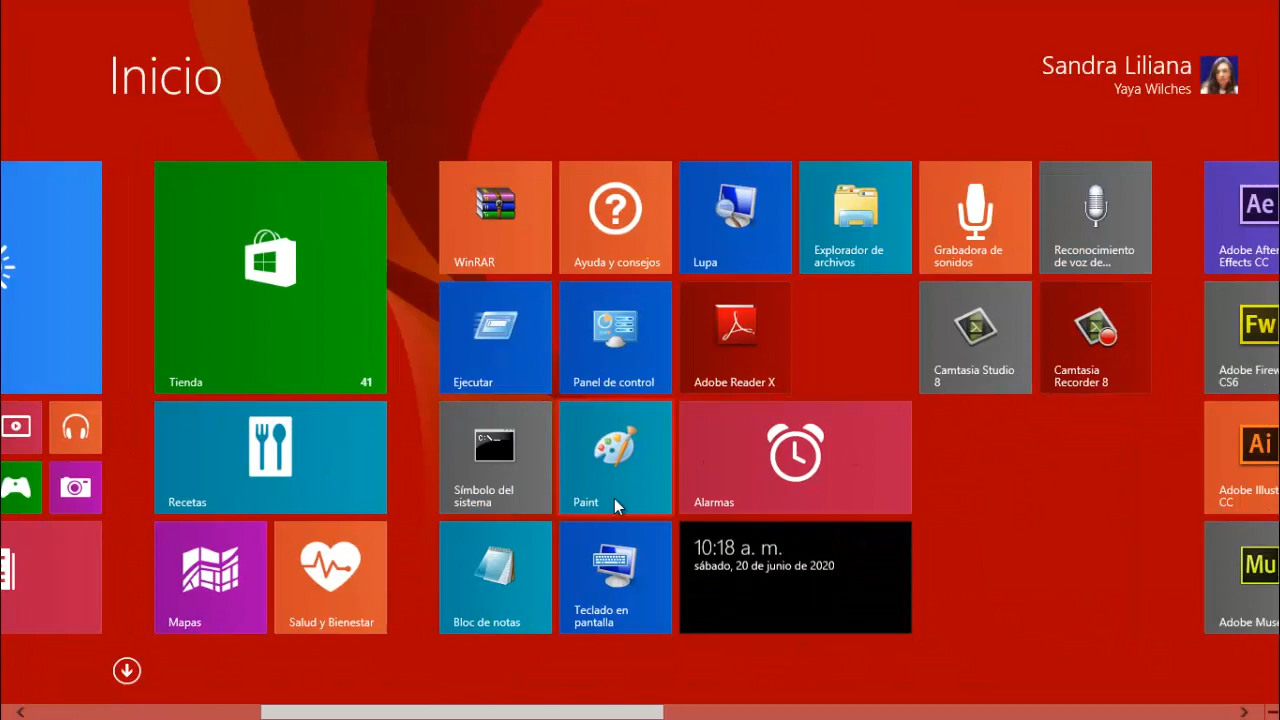 Inicio
Sandra Liliana
Yaya Wilches
Tienda
41
Recetas
Mapas
Salud y Bienestar
WinRAR
Ayuda y consejos
Lupa
Explorador de
archivos
Grabadora de
sonidos
Reconocimiento
de voz de...
Ejecutar
Panel de control
Adobe Reader X
Camtasia Studio
8
Camtasia
Recorder 8
C:\_
Símbolo del
sistema
Paint
Alarmas
Bloc de notas
Teclado en
pantalla
10:18 a. m.
sábado, 20 de junio de 2020
Ae
Adobe Afte
Effects CC
Fw
Adobe Firew
CS6
Ai
Adobe Illust
CC
Mu
Adobe Muse